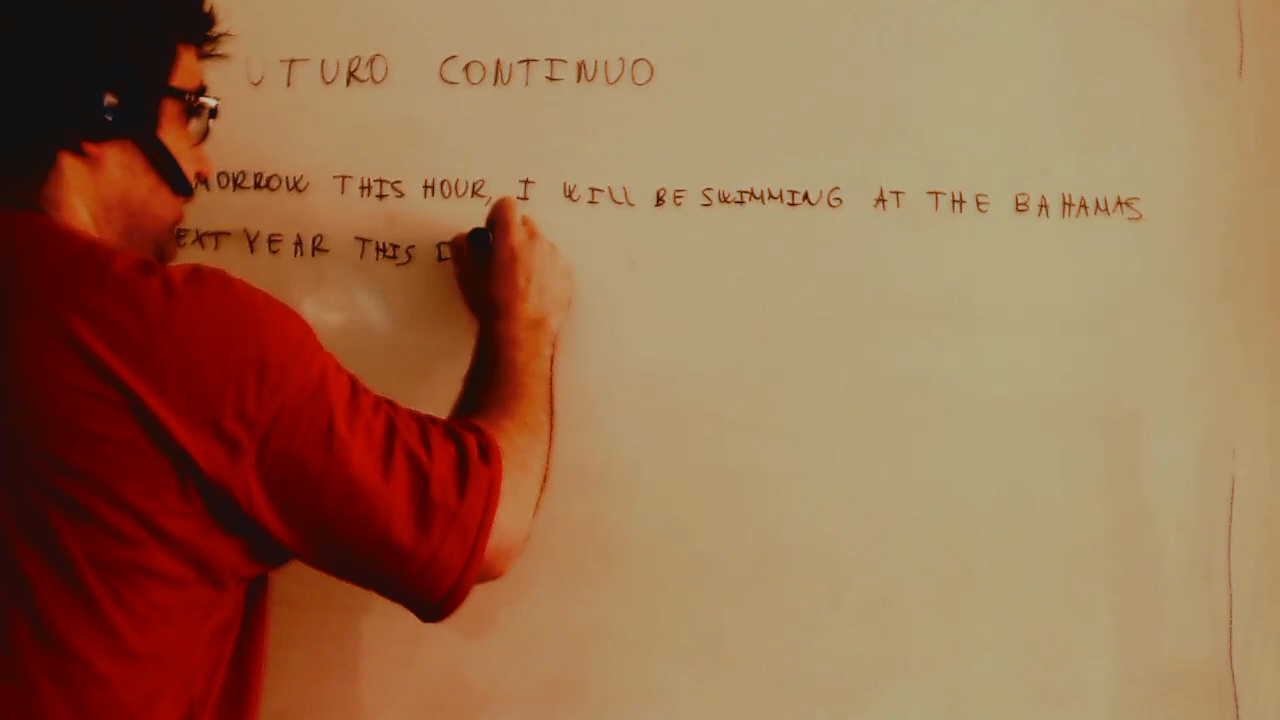 UTURO CONTINUO
MORROW THIS HOUR, I WILL BE SWIMMING AT THE BAHAMAS
EXT YEAR THIS D